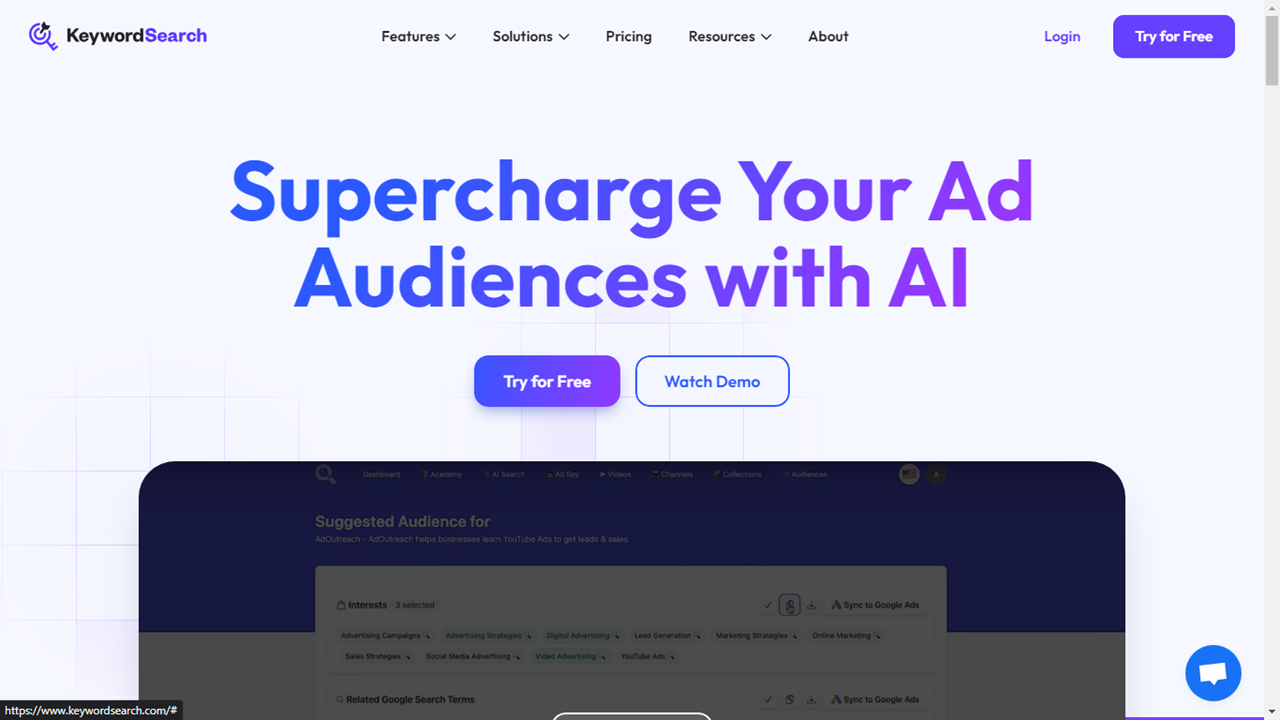 KeywordSearch
Features
Solutions
Pricing
Resources
About
Login
Try for Free
Supercharge Your Ad
Audiences with AI
Try for Free
Watch Demo
Dashboard
Academy
AI Search
Ad Spy
Videos
Channels
Collections
Audiences
A
Suggested Audience for
AdOutreach - AdOutreach helps businesses learn YouTube Ads to get leads & sales.
Interests 3 selected
Sync to Google Ads
Advertising Campaigns
Advertising Strategies
Digital Advertising
Lead Generation
Marketing Strategies
Online Marketing
Sales Strategies
Social Media Advertising
Video Advertising
YouTube Ads
Related Google Search Terms
Sync to Google Ads
https://www.keywordsearch.com/#